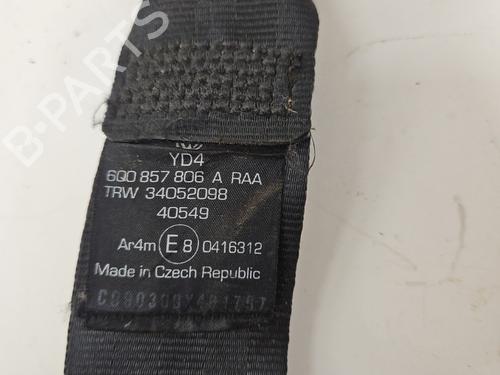 YD4
6Q0 857 806 A RAA
TRW 34052098
40549
Ar4m E8 0416312
Made in Czech Republic
B-PARTS